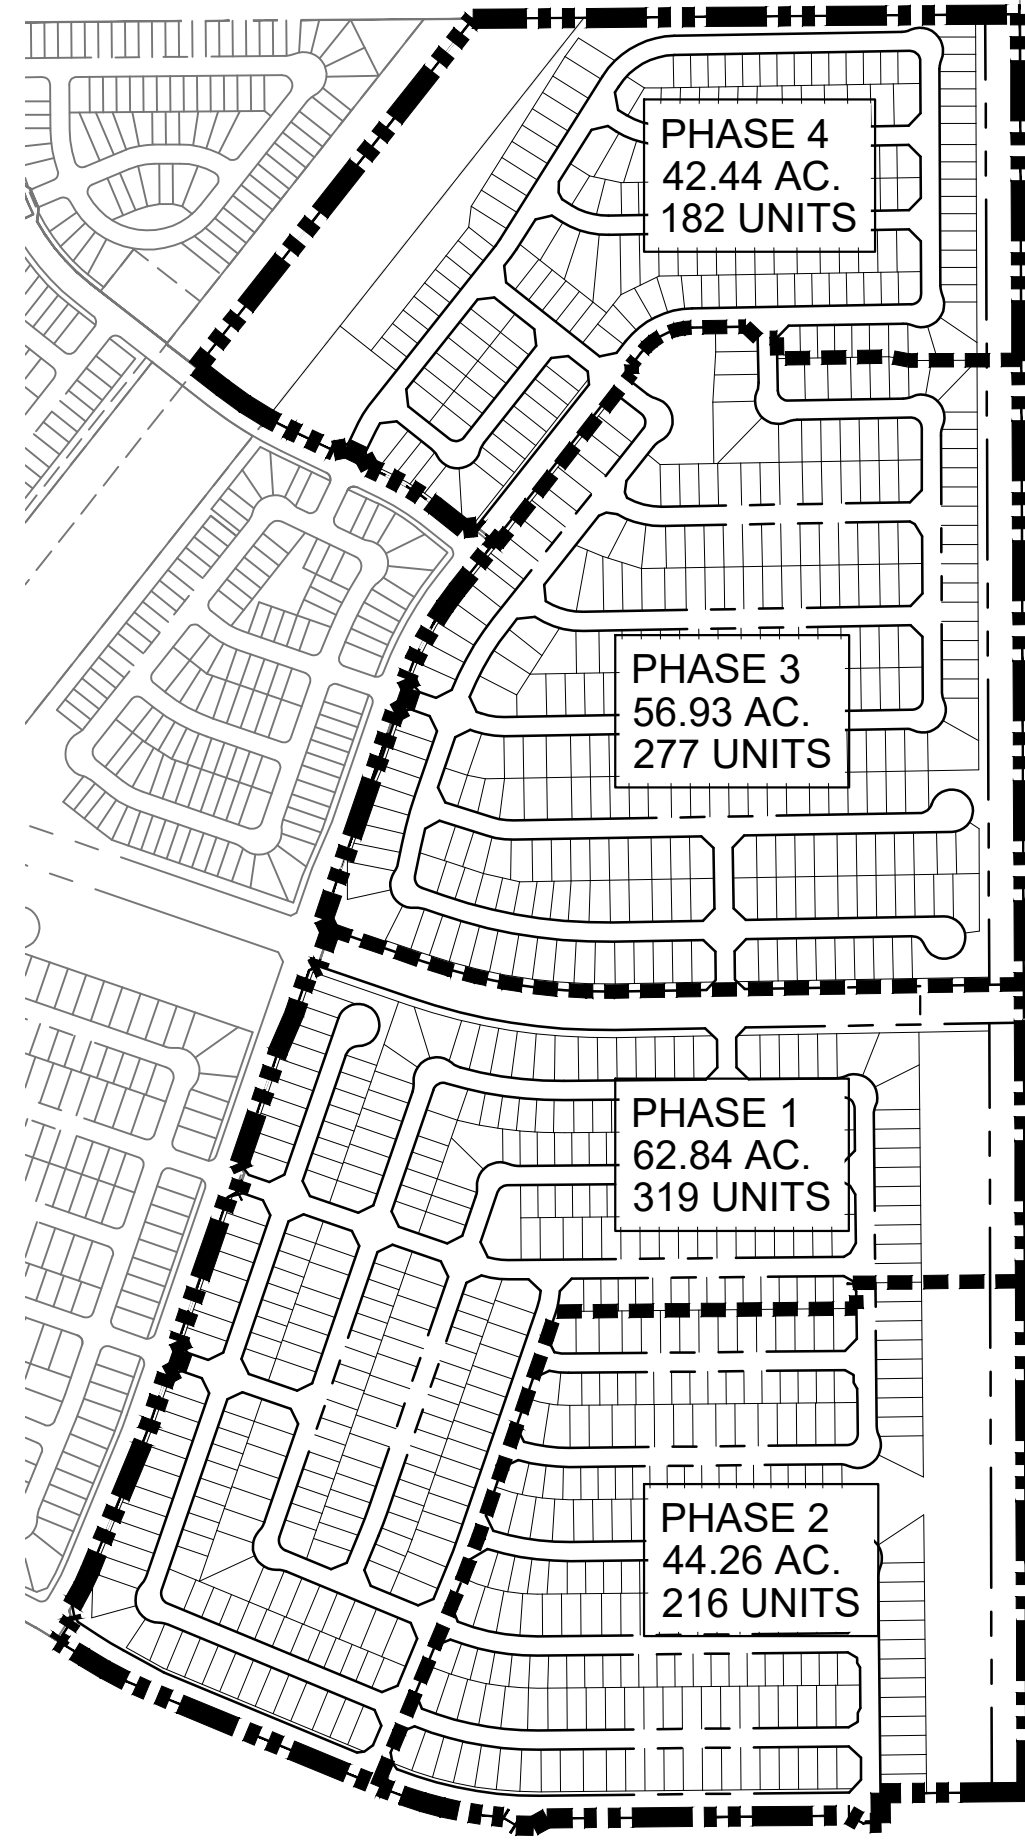 PHASE 4
42.44 AC.
182 UNITS
PHASE 3
56.93 AC.
277 UNITS
PHASE 1
62.84 AC.
319 UNITS
PHASE 2
44.26 AC.
216 UNITS